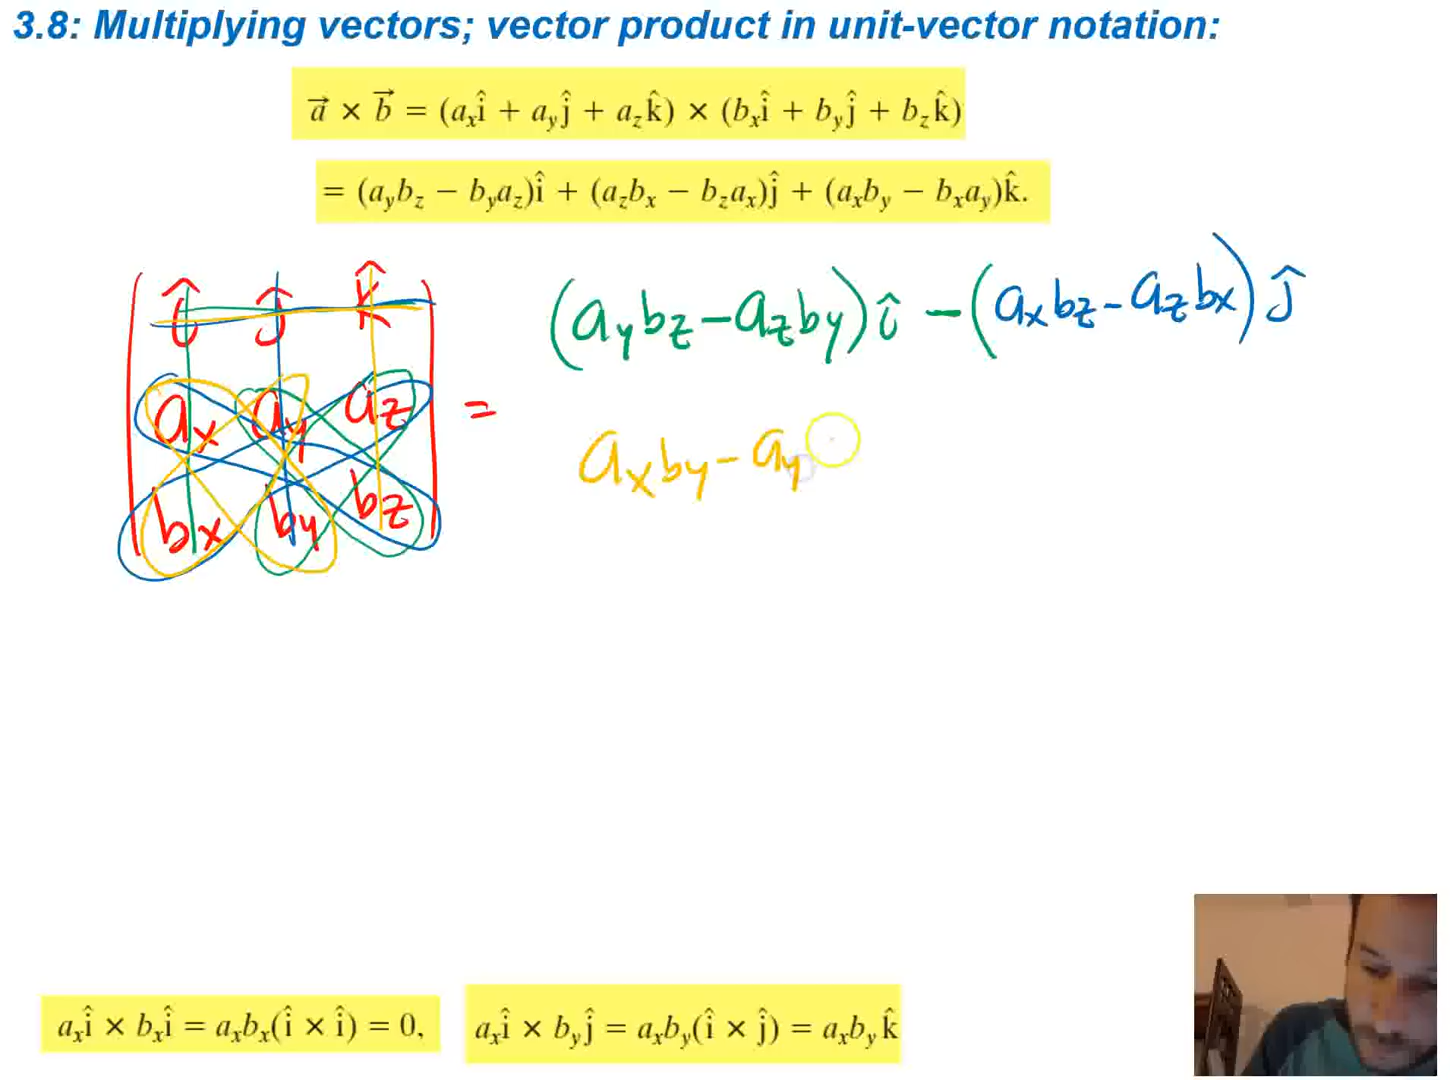 3.8: Multiplying vectors; vector product in unit-vector notation:
a⃗ × b⃗ = (aₓî + a_yĵ + a_zk̂) × (bₓî + b_yĵ + b_zk̂)
= (a_yb_z − b_ya_z)î + (a_zbₓ − b_zaₓ)ĵ + (aₓb_y − bₓa_y)k̂.
î ĵ k̂
aₓ a_y a_z =
bₓ b_y b_z
(a_yb_z − a_zb_y)î − (aₓb_z − a_zbₓ)ĵ
aₓb_y − a_y
aₓî × bₓî = aₓbₓ(î × î) = 0,
aₓî × b_yĵ = aₓb_y(î × ĵ) = aₓb_yk̂